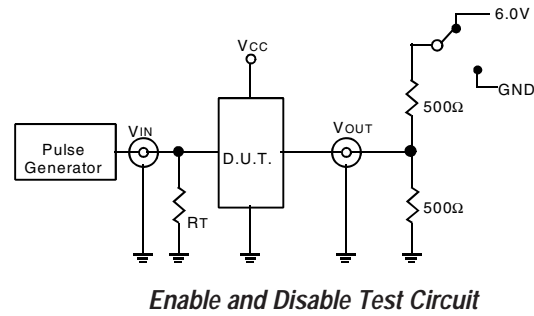 6.0V
VCC
GND
500Ω
VIN
VOUT
Pulse
Generator
D.U.T.
RT
500Ω
Enable and Disable Test Circuit